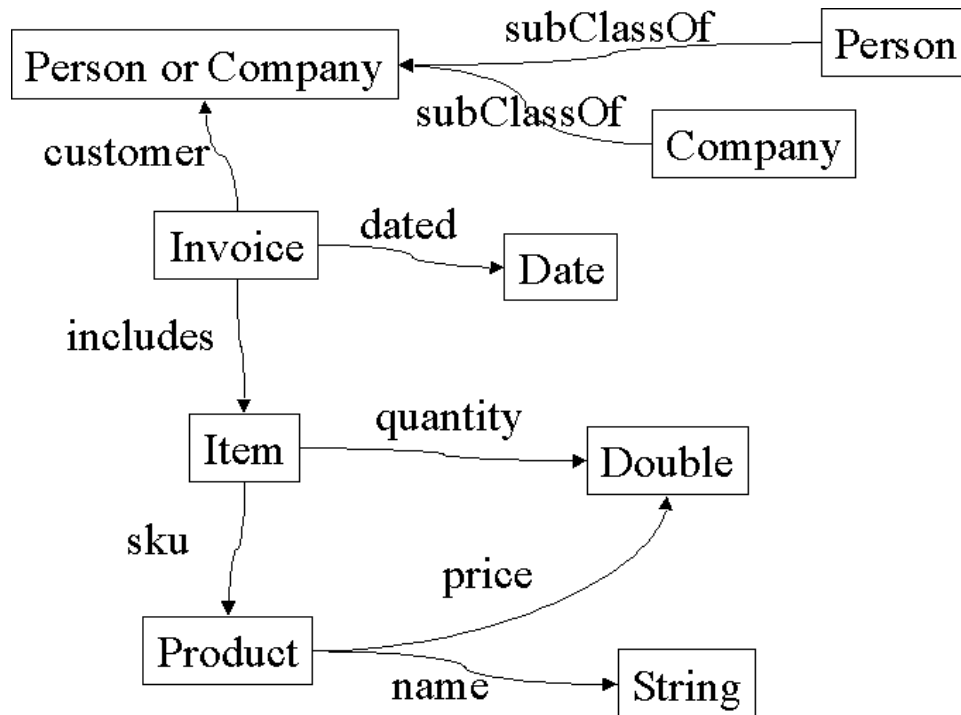 subClassOf
Person
Person or Company
subClassOf
Company
customer
Invoice
dated
Date
includes
Item
quantity
Double
sku
price
Product
name
String